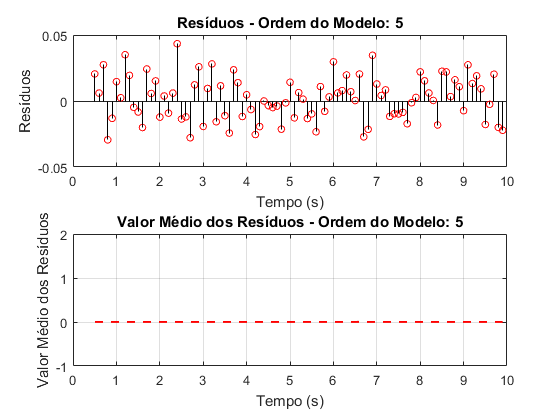 Resíduos - Ordem do Modelo: 5
0.05
0
-0.05
Resíduos
0 1 2 3 4 5 6 7 8 9 10
Tempo (s)
Valor Médio dos Resíduos - Ordem do Modelo: 5
2
1
0
-1
Valor Médio dos Resíduos
0 1 2 3 4 5 6 7 8 9 10
Tempo (s)